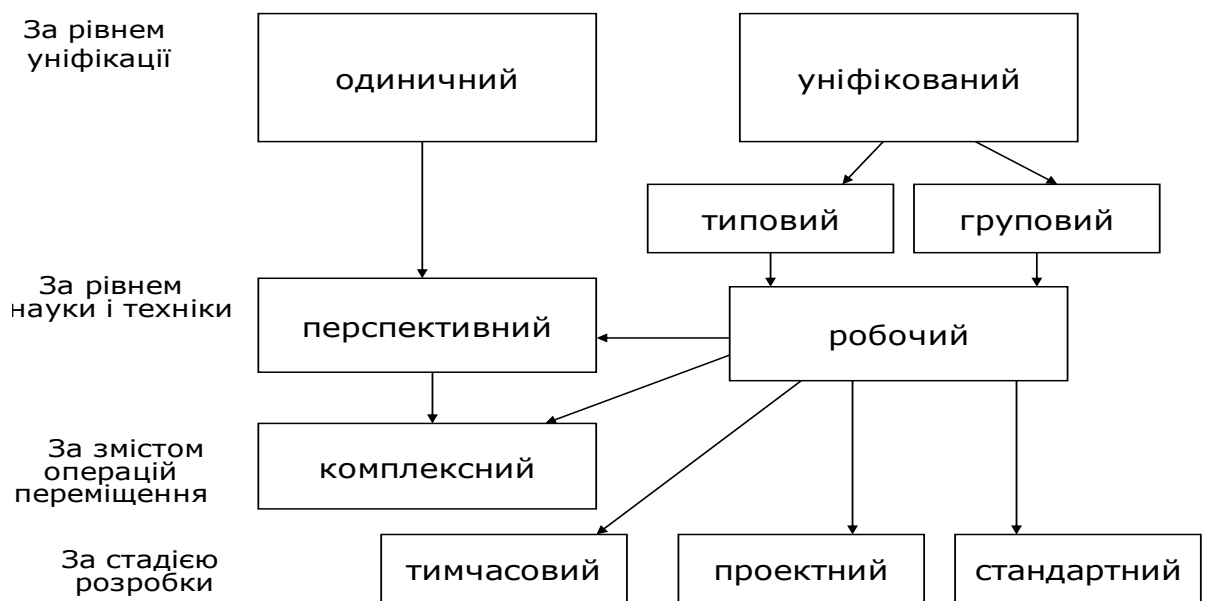 За рівнем
уніфікації
одиничний
уніфікований
типовий
груповий
За рівнем
науки і техніки
перспективний
робочий
За змістом
операцій
переміщення
комплексний
За стадією
розробки
тимчасовий
проектний
стандартний